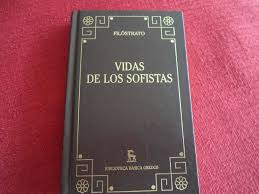 FILÓSTRATO
VIDAS
DE LOS SOFISTAS
BIBLIOTECA BÁSICA GREDOS